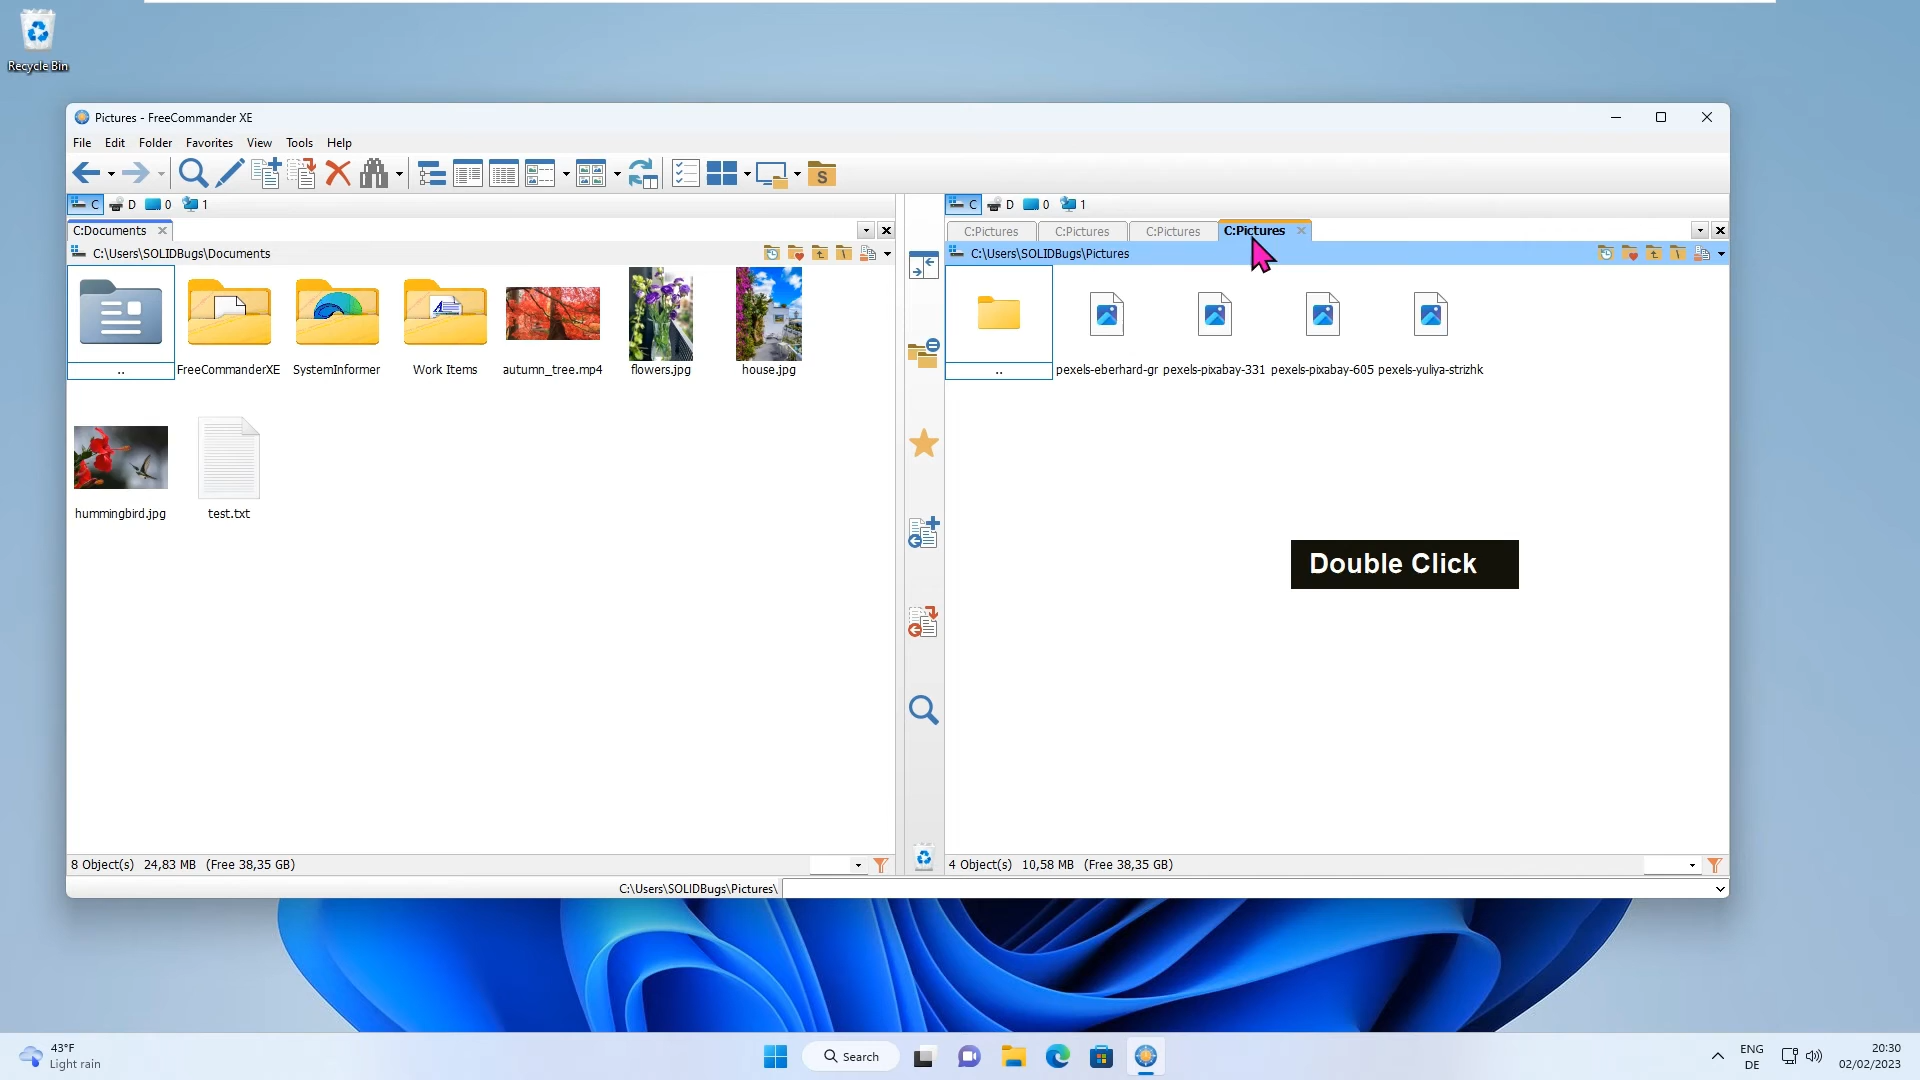 Recycle Bin
Pictures - FreeCommander XE
File Edit Folder Favorites View Tools Help
S
C D 0 1
C D 0 1
C:Documents
C:Pictures C:Pictures C:Pictures C:Pictures
C:\Users\SOLIDBugs\Documents
C:\Users\SOLIDBugs\Pictures
.. FreeCommanderXE SystemInformer Work Items autumn_tree.mp4 flowers.jpg house.jpg
.. pexels-eberhard-gr pexels-pixabay-331 pexels-pixabay-605 pexels-yuliya-strizhk
hummingbird.jpg test.txt
Double Click
8 Object(s) 24,83 MB (Free 38,35 GB)
4 Object(s) 10,58 MB (Free 38,35 GB)
C:\Users\SOLIDBugs\Pictures\
43°F
Light rain
Search
ENG
DE
20:30
02/02/2023